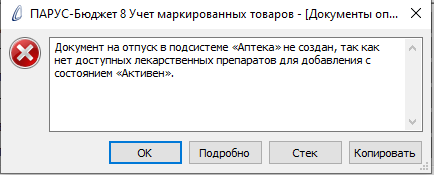 ПАРУС-Бюджет 8 Учет маркированных товаров - [Документы оп...
Документ на отпуск в подсистеме «Аптека» не создан, так как
нет доступных лекарственных препаратов для добавления с
состоянием «Активен».
ОК
Подробно
Стек
Копировать